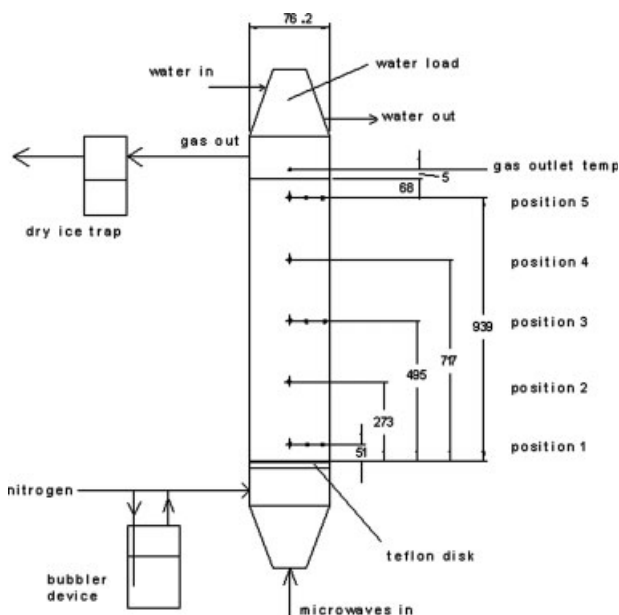 76.2
water in
water load
water out
gas out
gas outlet temp
5
68
dry ice trap
position 5
position 4
position 3
939
717
495
position 2
273
position 1
51
nitrogen
teflon disk
bubbler
device
microwaves in